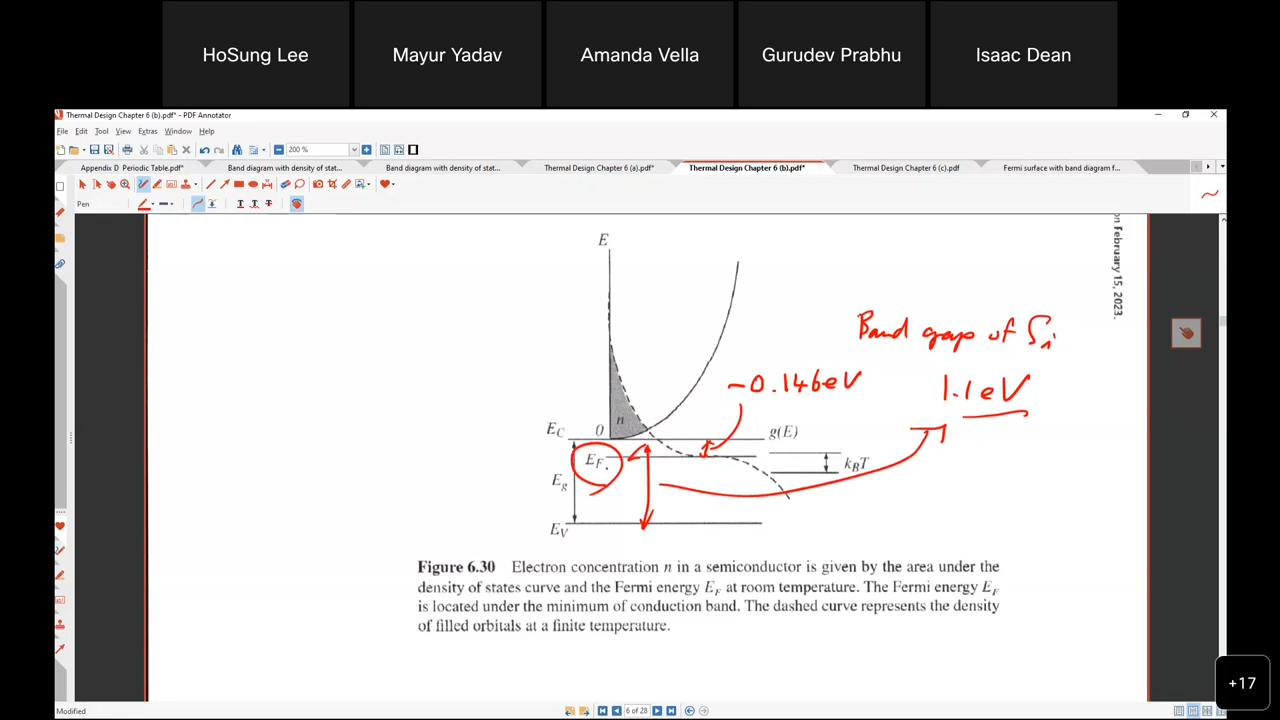 HoSung Lee
Mayur Yadav
Amanda Vella
Gurudev Prabhu
Isaac Dean
Thermal Design Chapter 6 (b).pdf* - PDF Annotator
File Edit Tool View Extras Window Help
200 %
Appendix D Periodic Table.pdf*
Band diagram with density of stat...
Band diagram with density of stat...
Thermal Design Chapter 6 (a).pdf*
Thermal Design Chapter 6 (b).pdf*
Thermal Design Chapter 6 (c).pdf
Fermi surface with band diagram f...
Pen
on February 15, 2023.
E
Band gap of Si
~0.146eV
1.1eV
n
E_C
0
g(E)
E_F
k_BT
E_g
E_V
Figure 6.30 Electron concentration n in a semiconductor is given by the area under the
density of states curve and the Fermi energy E_F at room temperature. The Fermi energy E_F
is located under the minimum of conduction band. The dashed curve represents the density
of filled orbitals at a finite temperature.
Modified
6 of 28
+17